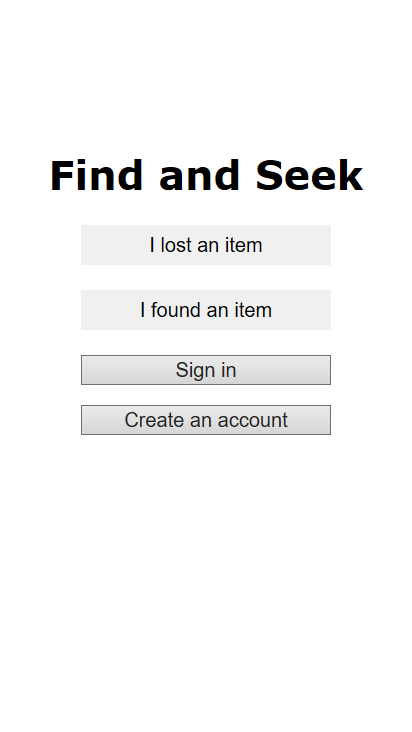 Find and Seek
I lost an item
I found an item
Sign in
Create an account